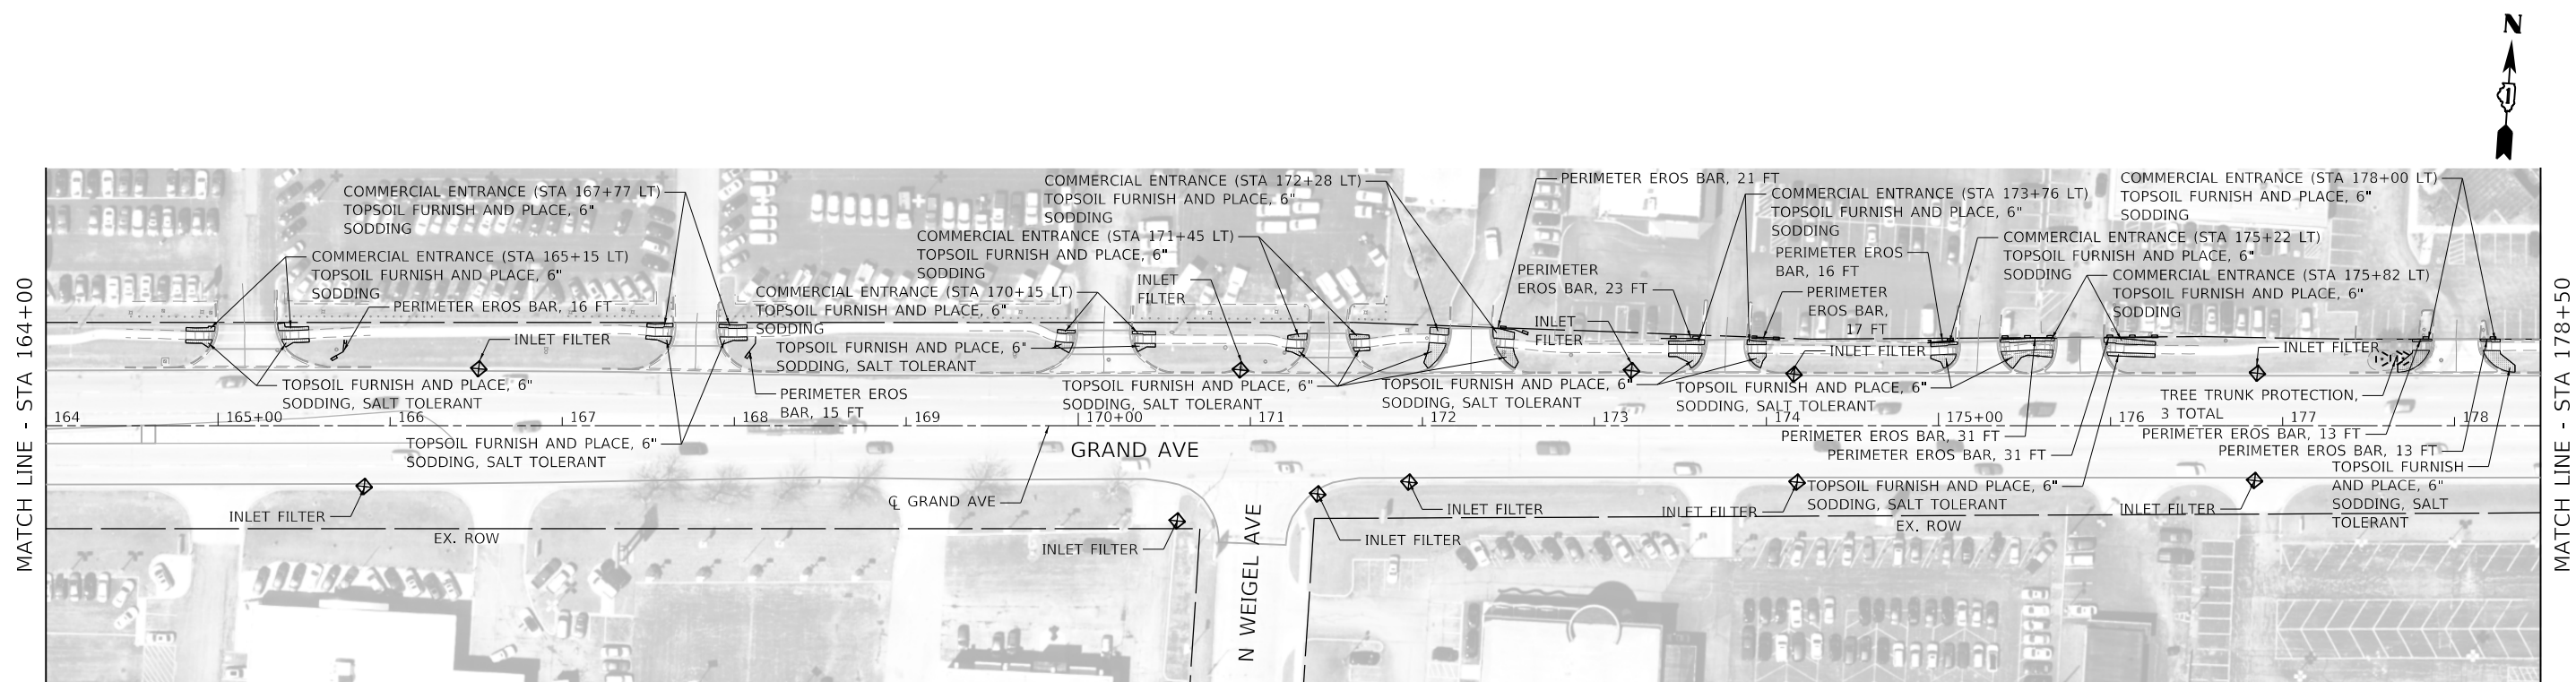 N
MATCH LINE - STA 164+00
COMMERCIAL ENTRANCE (STA 167+77 LT)
TOPSOIL FURNISH AND PLACE, 6"
SODDING
COMMERCIAL ENTRANCE (STA 165+15 LT)
TOPSOIL FURNISH AND PLACE, 6"
SODDING
PERIMETER EROS BAR, 16 FT
INLET FILTER
TOPSOIL FURNISH AND PLACE, 6"
SODDING, SALT TOLERANT
TOPSOIL FURNISH AND PLACE, 6"
SODDING, SALT TOLERANT
INLET FILTER
EX. ROW
COMMERCIAL ENTRANCE (STA 172+28 LT)
TOPSOIL FURNISH AND PLACE, 6"
SODDING
COMMERCIAL ENTRANCE (STA 171+45 LT)
TOPSOIL FURNISH AND PLACE, 6"
SODDING
COMMERCIAL ENTRANCE (STA 170+15 LT)
TOPSOIL FURNISH AND PLACE, 6"
SODDING
TOPSOIL FURNISH AND PLACE, 6"
SODDING, SALT TOLERANT
PERIMETER EROS
BAR, 15 FT
INLET
FILTER
TOPSOIL FURNISH AND PLACE, 6"
SODDING, SALT TOLERANT
PERIMETER EROS BAR, 21 FT
COMMERCIAL ENTRANCE (STA 173+76 LT)
TOPSOIL FURNISH AND PLACE, 6"
SODDING
PERIMETER
EROS BAR, 23 FT
INLET
FILTER
PERIMETER EROS
BAR, 16 FT
PERIMETER
EROS BAR,
17 FT
INLET FILTER
TOPSOIL FURNISH AND PLACE, 6"
SODDING, SALT TOLERANT
TOPSOIL FURNISH AND PLACE, 6"
SODDING, SALT TOLERANT
COMMERCIAL ENTRANCE (STA 178+00 LT)
TOPSOIL FURNISH AND PLACE, 6"
SODDING
COMMERCIAL ENTRANCE (STA 175+22 LT)
TOPSOIL FURNISH AND PLACE, 6"
SODDING
COMMERCIAL ENTRANCE (STA 175+82 LT)
TOPSOIL FURNISH AND PLACE, 6"
SODDING
INLET FILTER
TREE TRUNK PROTECTION,
3 TOTAL
PERIMETER EROS BAR, 13 FT
PERIMETER EROS BAR, 13 FT
TOPSOIL FURNISH
AND PLACE, 6"
SODDING, SALT
TOLERANT
164 165+00 166 167 168 169 170+00 171 172 173 174 175+00 176 177 178
GRAND AVE
℄ GRAND AVE
PERIMETER EROS BAR, 31 FT
PERIMETER EROS BAR, 31 FT
TOPSOIL FURNISH AND PLACE, 6"
SODDING, SALT TOLERANT
INLET FILTER
N WEIGEL AVE
INLET FILTER
INLET FILTER
INLET FILTER
INLET FILTER
EX. ROW
MATCH LINE - STA 178+50